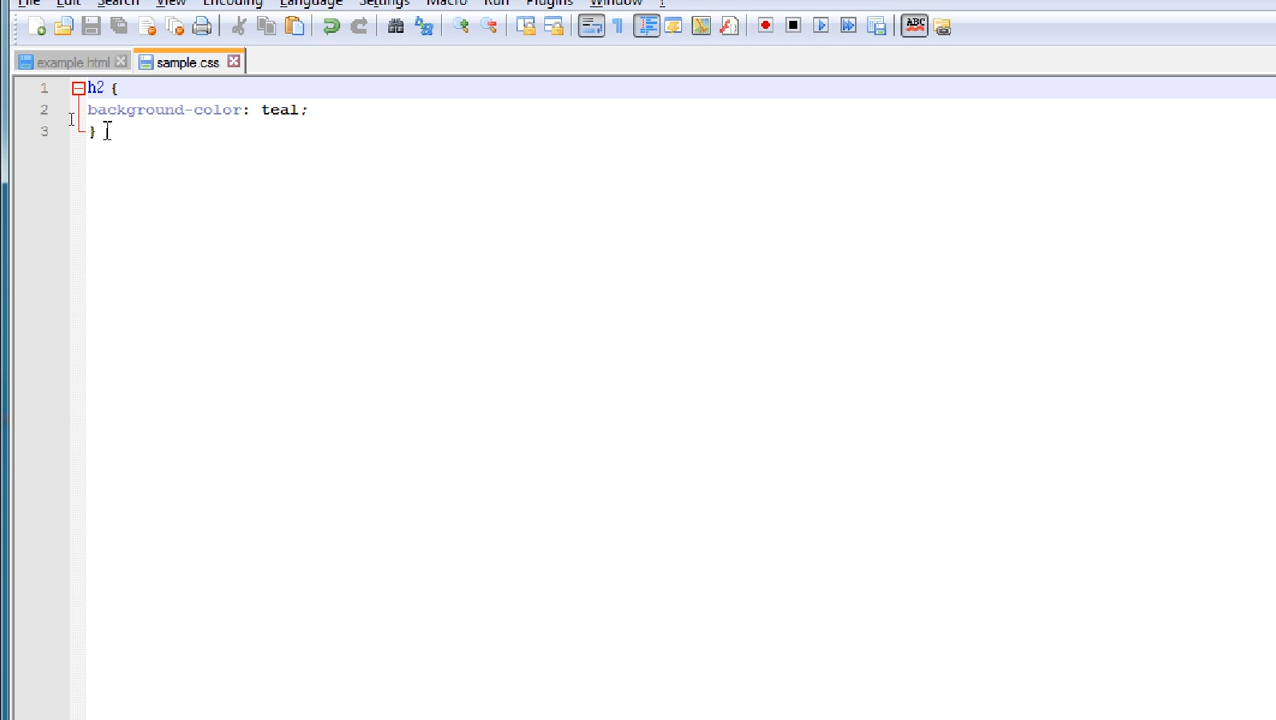 File Edit Search View Encoding Language Settings Macro Run Plugins Window ?
ABC
example.html sample.css
1 h2 {
2 background-color: teal;
3 }